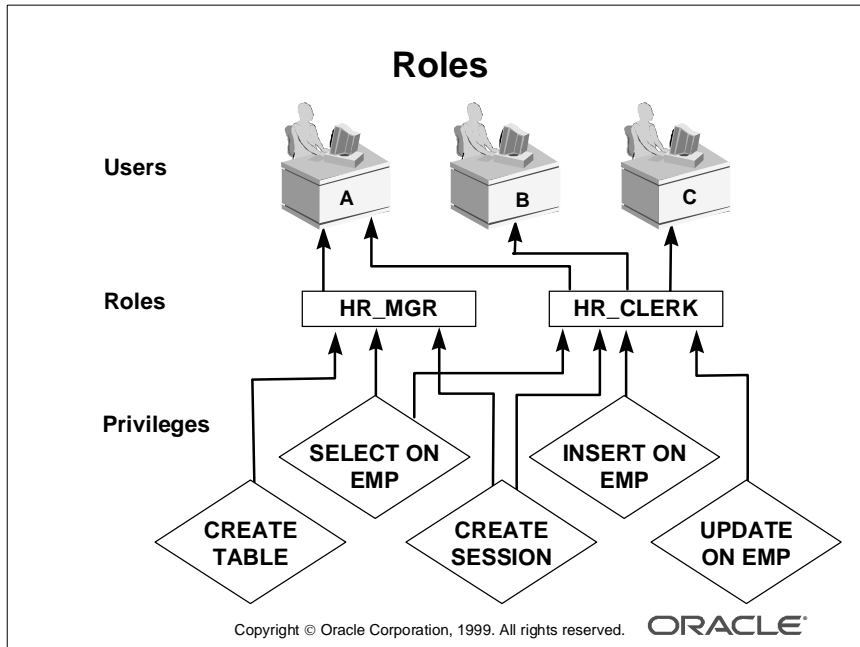 Roles
Users
A
B
C
Roles
HR_MGR
HR_CLERK
Privileges
SELECT ON
EMP
INSERT ON
EMP
CREATE
TABLE
CREATE
SESSION
UPDATE
ON EMP
Copyright © Oracle Corporation, 1999. All rights reserved.
ORACLE®